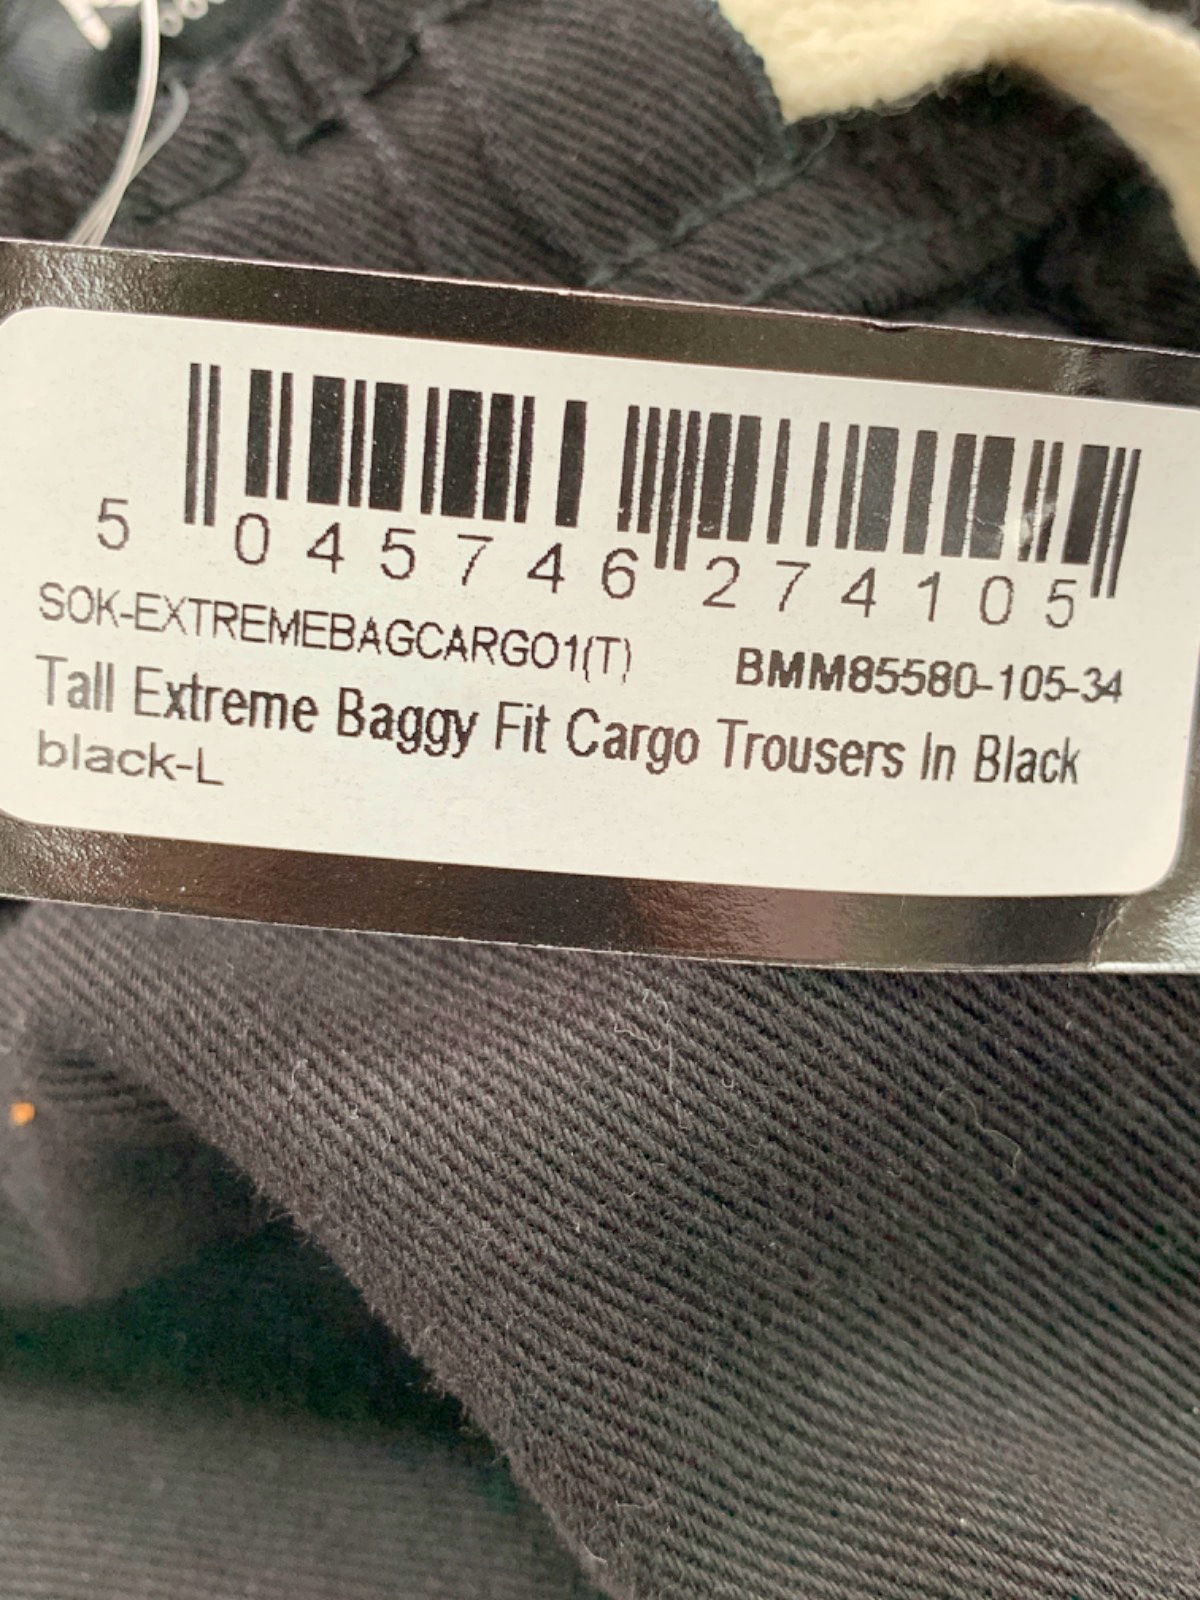 5 045746 274105
SOK-EXTREMEBAGCARGO1(T) BMM85580-105-34
Tall Extreme Baggy Fit Cargo Trousers In Black
black-L